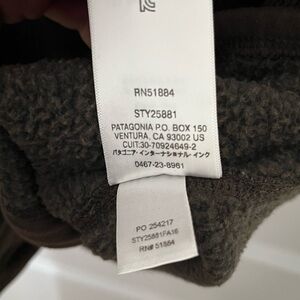 RN51884
STY25881
PATAGONIA P.O. BOX 150
VENTURA, CA 93002 US
CUIT:30-70924649-2
パタゴニア・インターナショナル・インク
0467-23-8961
PO 254217
STY25881FA16
RN# 51884